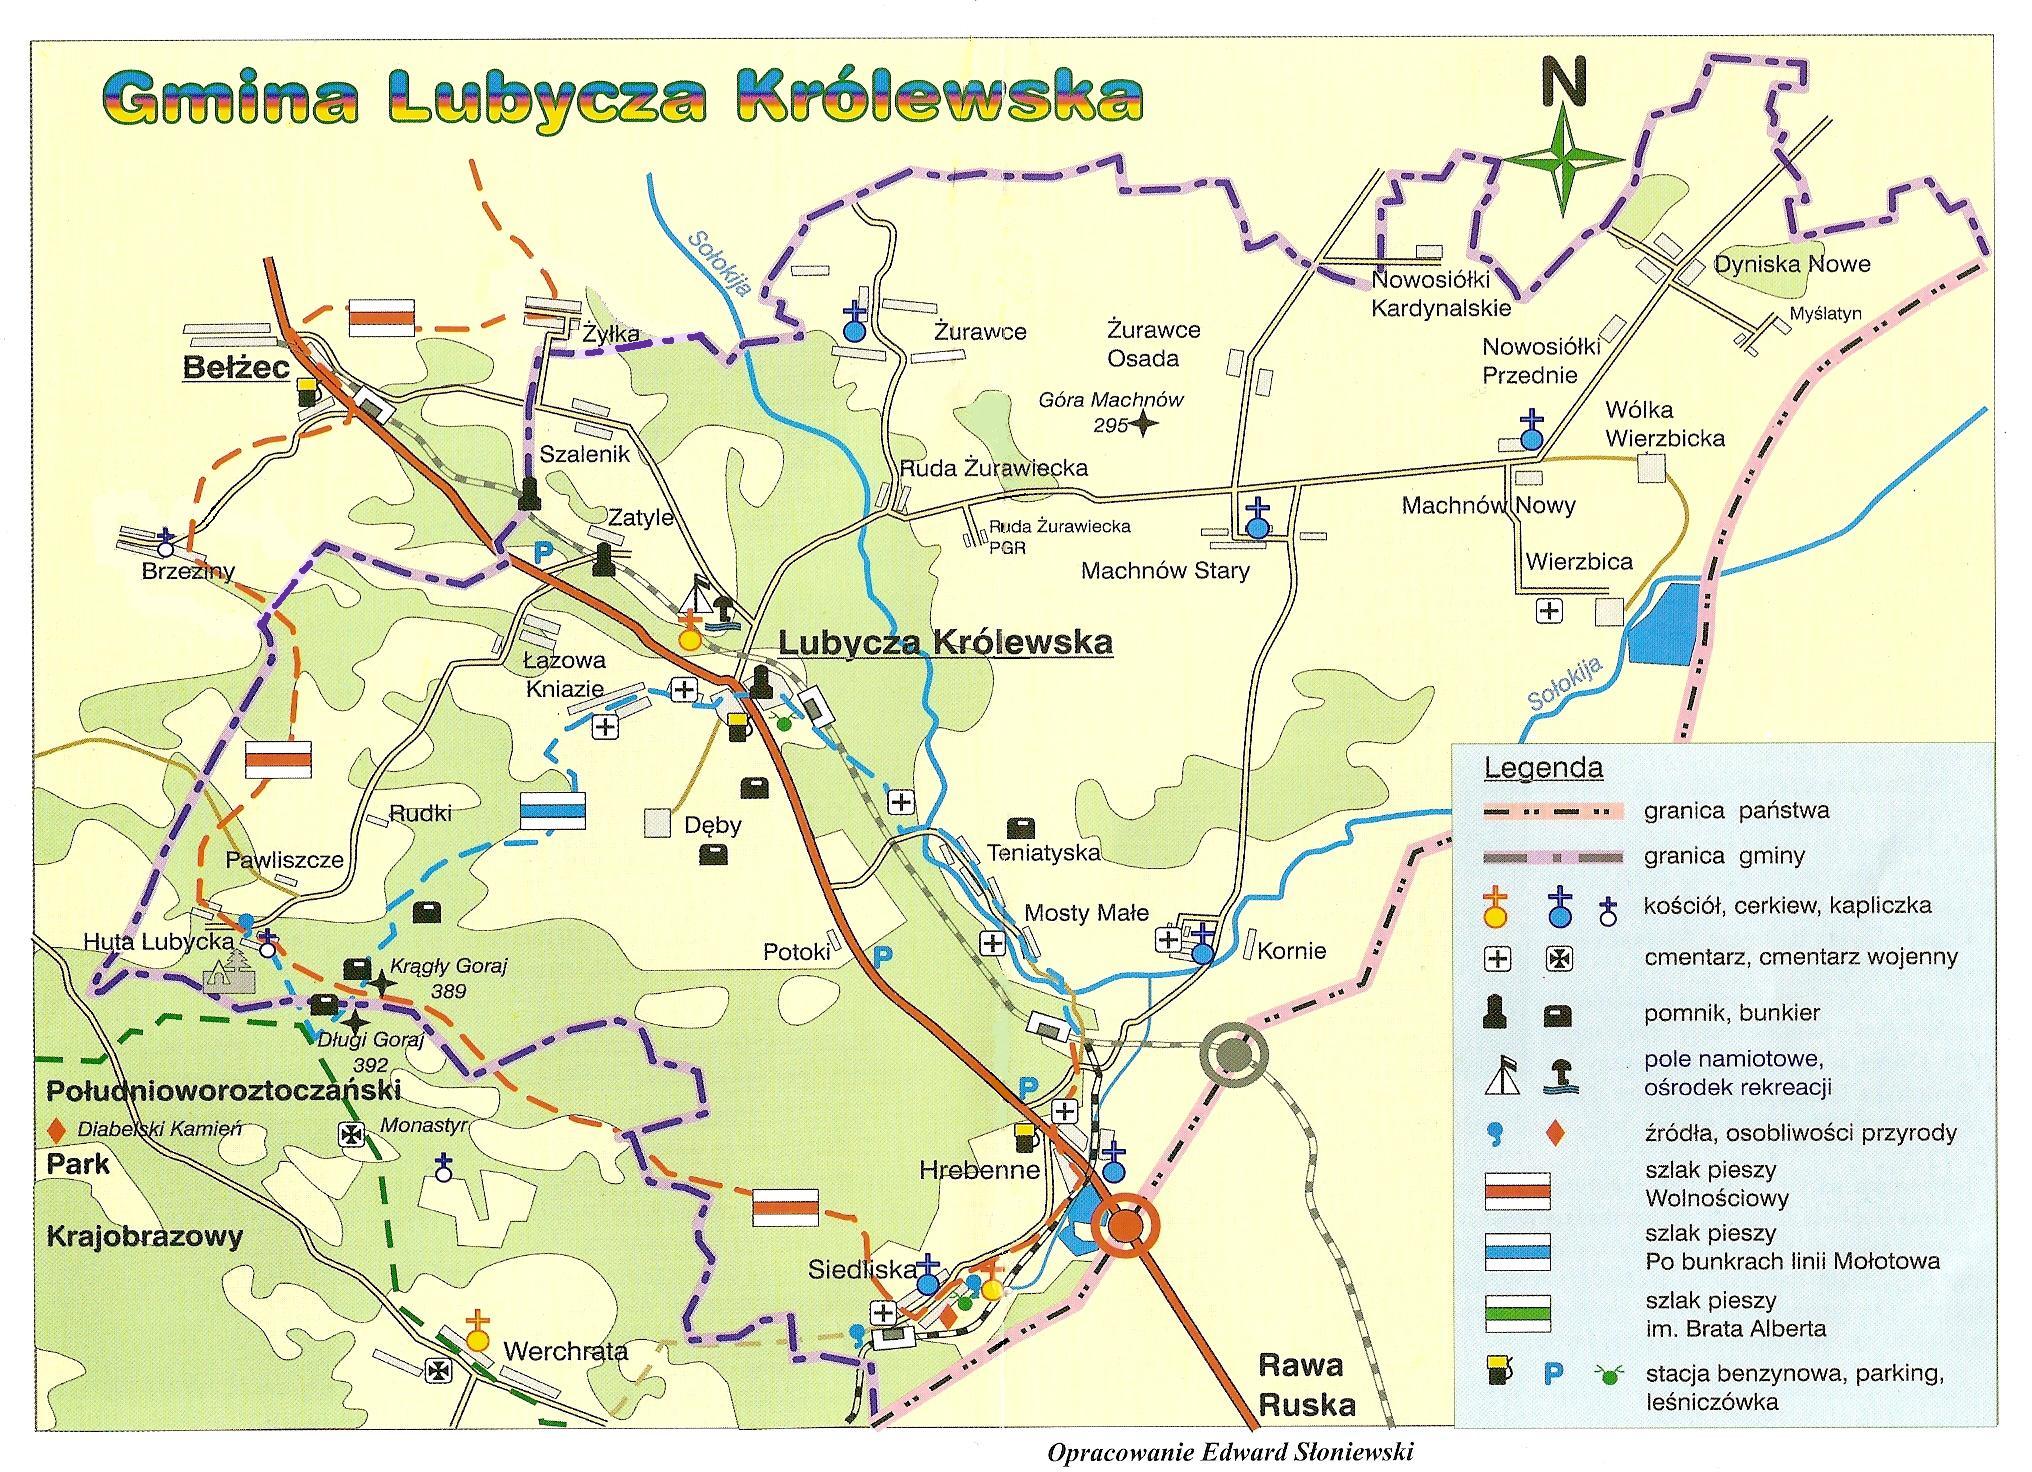 Gmina Lubycza Królewska
N
Sołokija
Nowosiółki
Kardynalskie
Dyniska Nowe
Myślatyn
Żyłka
Żurawce
Żurawce
Osada
Nowosiółki
Przednie
Bełżec
Góra Machnów
295
Wólka
Wierzbicka
Szalenik
Ruda Żurawiecka
Machnów Nowy
Zatyle
Ruda Żurawiecka
PGR
P
Brzeziny
Machnów Stary
Wierzbica
Lubycza Królewska
Łazowa
Kniazie
Sołokija
Rudki
Dęby
Pawliszcze
Teniatyska
Mosty Małe
Huta Lubycka
Potoki
P
Kornie
Krągły Goraj
389
Długi Goraj
392
Południoworoztoczański
P
Diabelski Kamień
Monastyr
Park
Hrebenne
Krajobrazowy
Siedliska
Werchrata
Rawa
Ruska
Legenda
granica państwa
granica gminy
kościół, cerkiew, kapliczka
cmentarz, cmentarz wojenny
pomnik, bunkier
pole namiotowe,
ośrodek rekreacji
źródła, osobliwości przyrody
szlak pieszy
Wolnościowy
szlak pieszy
Po bunkrach linii Mołotowa
szlak pieszy
im. Brata Alberta
P
stacja benzynowa, parking,
leśniczówka
Opracowanie Edward Słoniewski